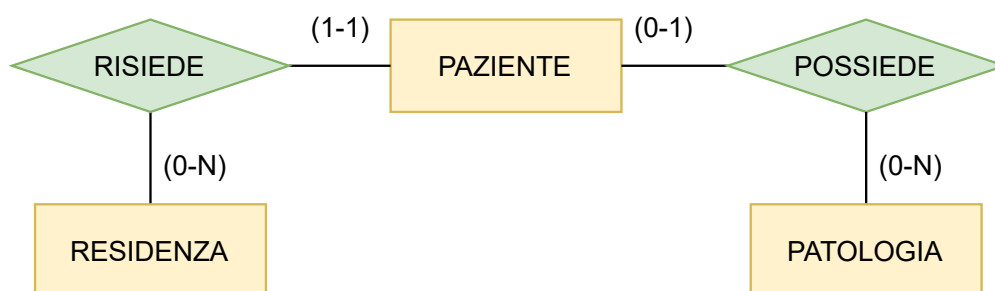 (1-1)
(0-1)
RISIEDE
PAZIENTE
POSSIEDE
(0-N)
(0-N)
RESIDENZA
PATOLOGIA